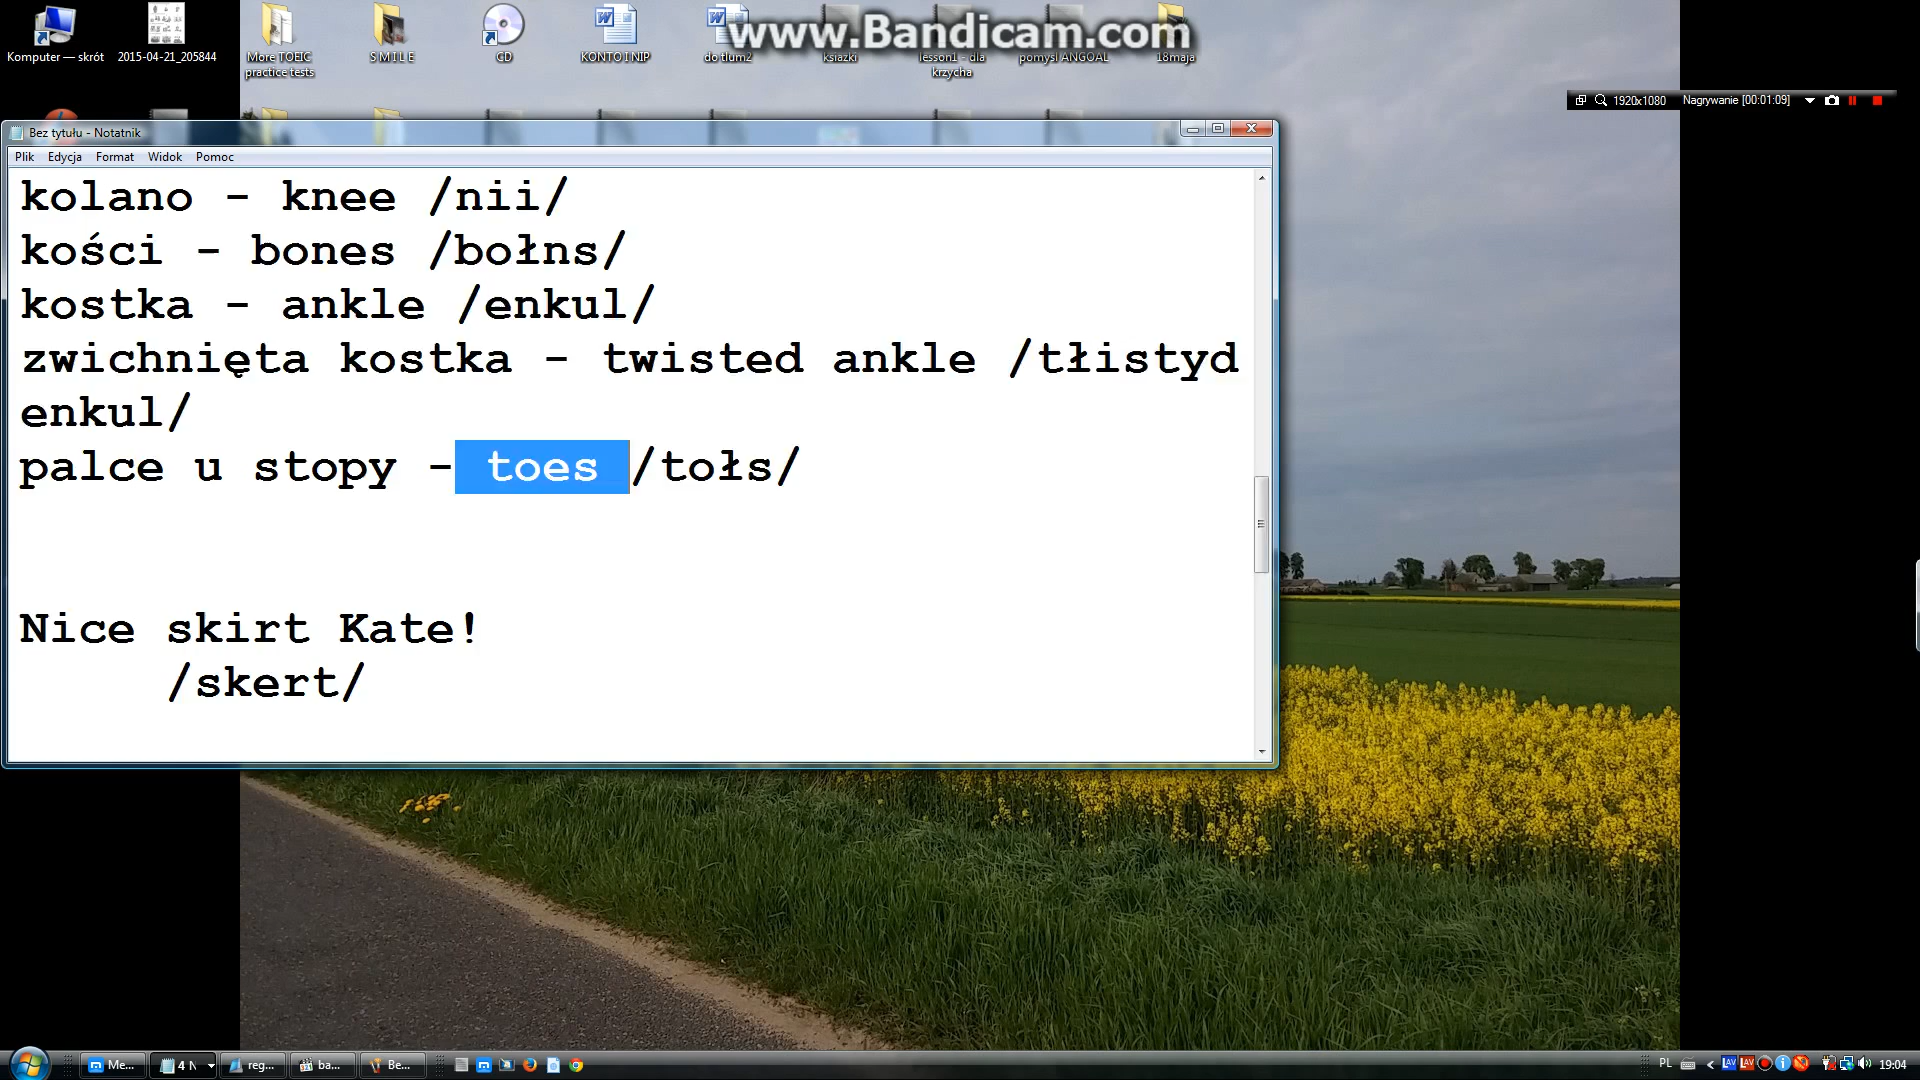 Komputer — skrót
2015-04-21_205844
More TOEIC
practice tests
S M I L E
CD
KONTO I NIP
do tlum2
ksiazki
lesson1 - dla
krzycha
pomysl ANGOAL
18maja
www.Bandicam.com
1920x1080
Nagrywanie [00:01:09]
Bez tytułu - Notatnik
Plik Edycja Format Widok Pomoc
kolano - knee /nii/
kości - bones /bołns/
kostka - ankle /enkul/
zwichnięta kostka - twisted ankle /tłistyd
enkul/
palce u stopy - toes /tołs/
Nice skirt Kate!
/skert/
Me...
4 N
reg...
ba...
Be...
PL
LAV
LAV
19:04